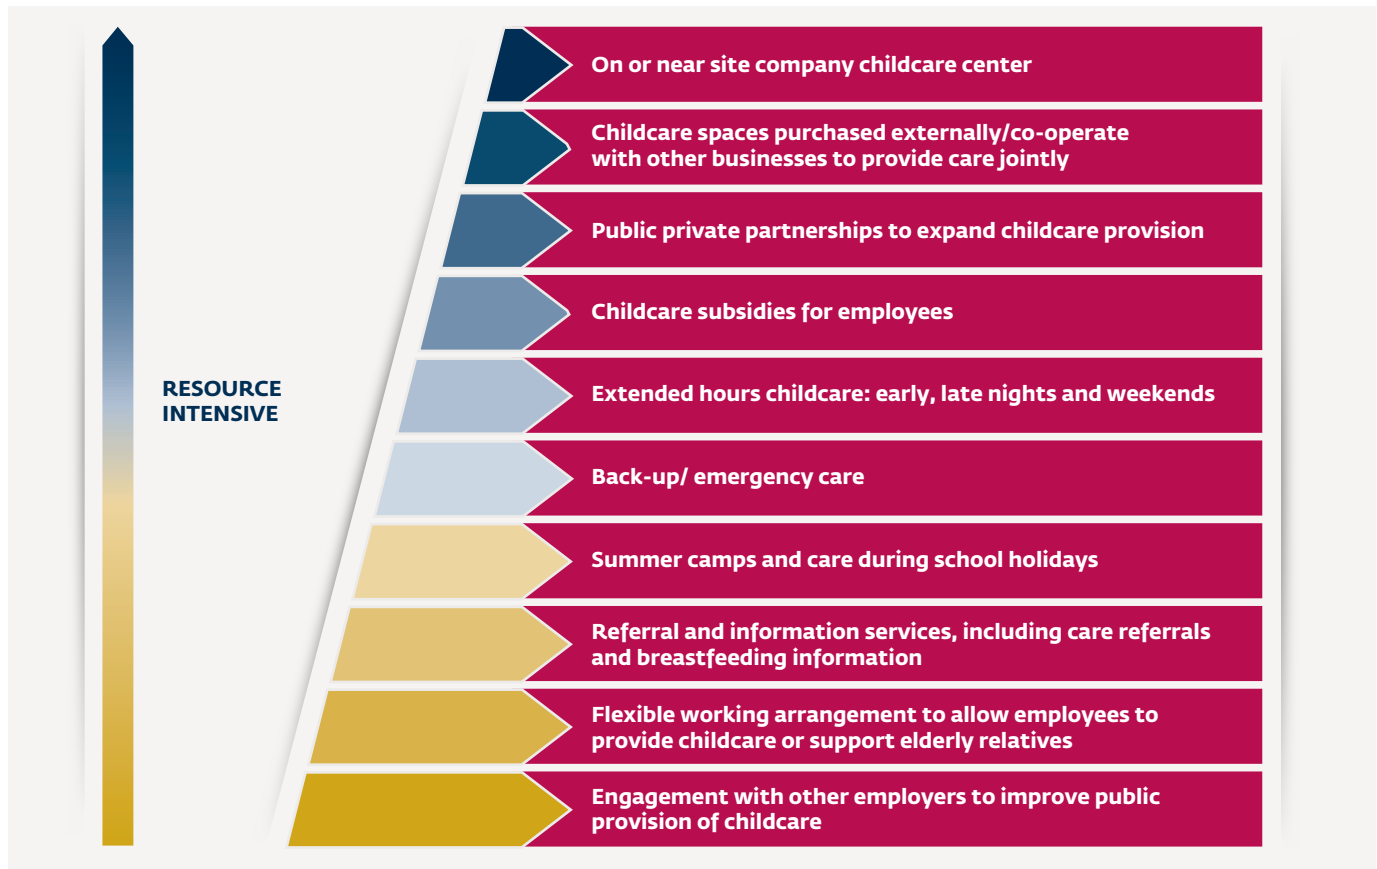 On or near site company childcare center
Childcare spaces purchased externally/co-operate
with other businesses to provide care jointly
Public private partnerships to expand childcare provision
Childcare subsidies for employees
RESOURCE
INTENSIVE
Extended hours childcare: early, late nights and weekends
Back-up/ emergency care
Summer camps and care during school holidays
Referral and information services, including care referrals
and breastfeeding information
Flexible working arrangement to allow employees to
provide childcare or support elderly relatives
Engagement with other employers to improve public
provision of childcare